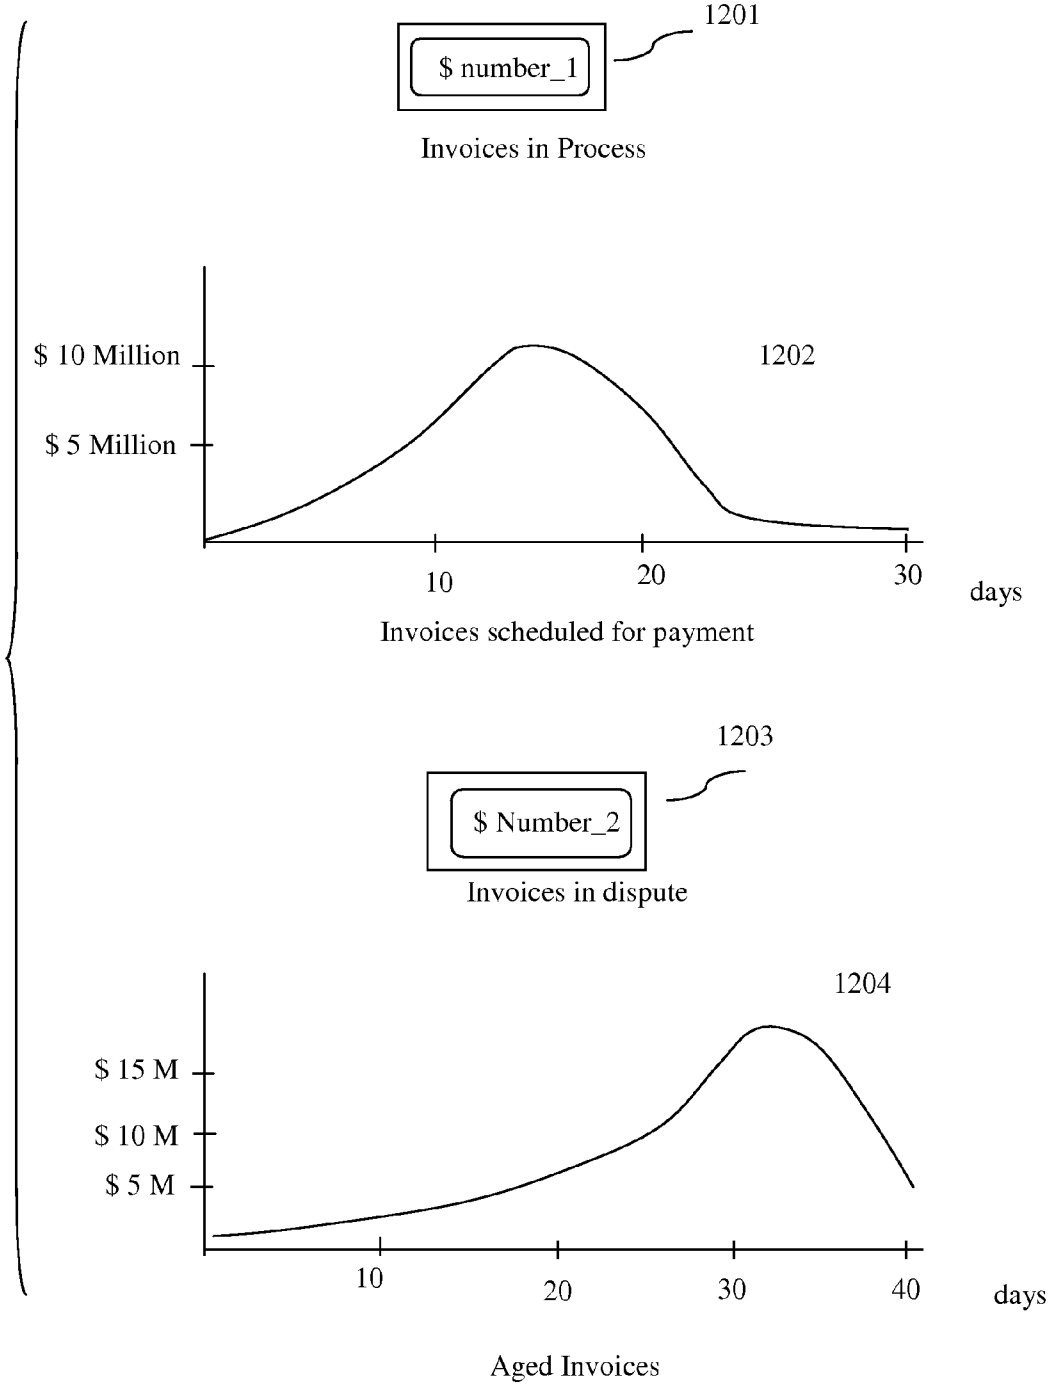 1201
$ number_1
Invoices in Process
$ 10 Million
1202
$ 5 Million
10
20
30
days
Invoices scheduled for payment
1203
$ Number_2
Invoices in dispute
1204
$ 15 M
$ 10 M
$ 5 M
10
20
30
40
days
Aged Invoices